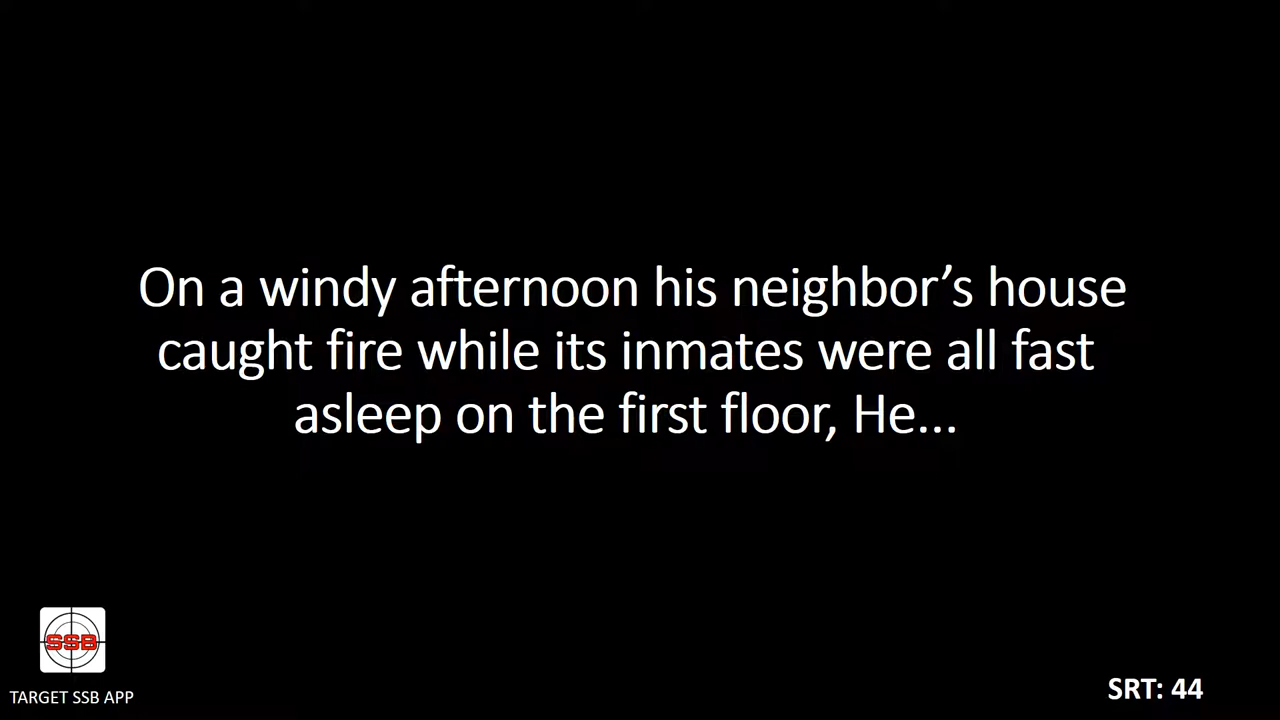 On a windy afternoon his neighbor’s house
caught fire while its inmates were all fast
asleep on the first floor, He...
SSB
TARGET SSB APP
SRT: 44